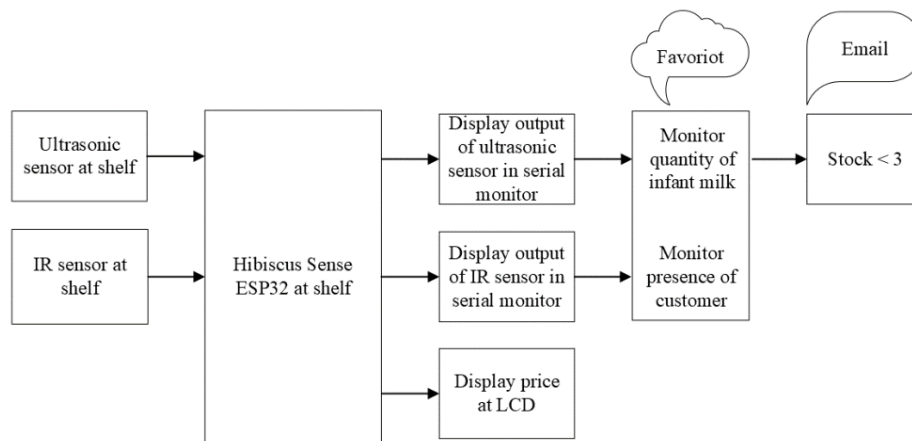 Favoriot
Email
Ultrasonic
sensor at shelf
Display output
of ultrasonic
sensor in serial
monitor
Monitor
quantity of
infant milk
Stock < 3
IR sensor at
shelf
Hibiscus Sense
ESP32 at shelf
Display output
of IR sensor in
serial monitor
Monitor
presence of
customer
Display price
at LCD